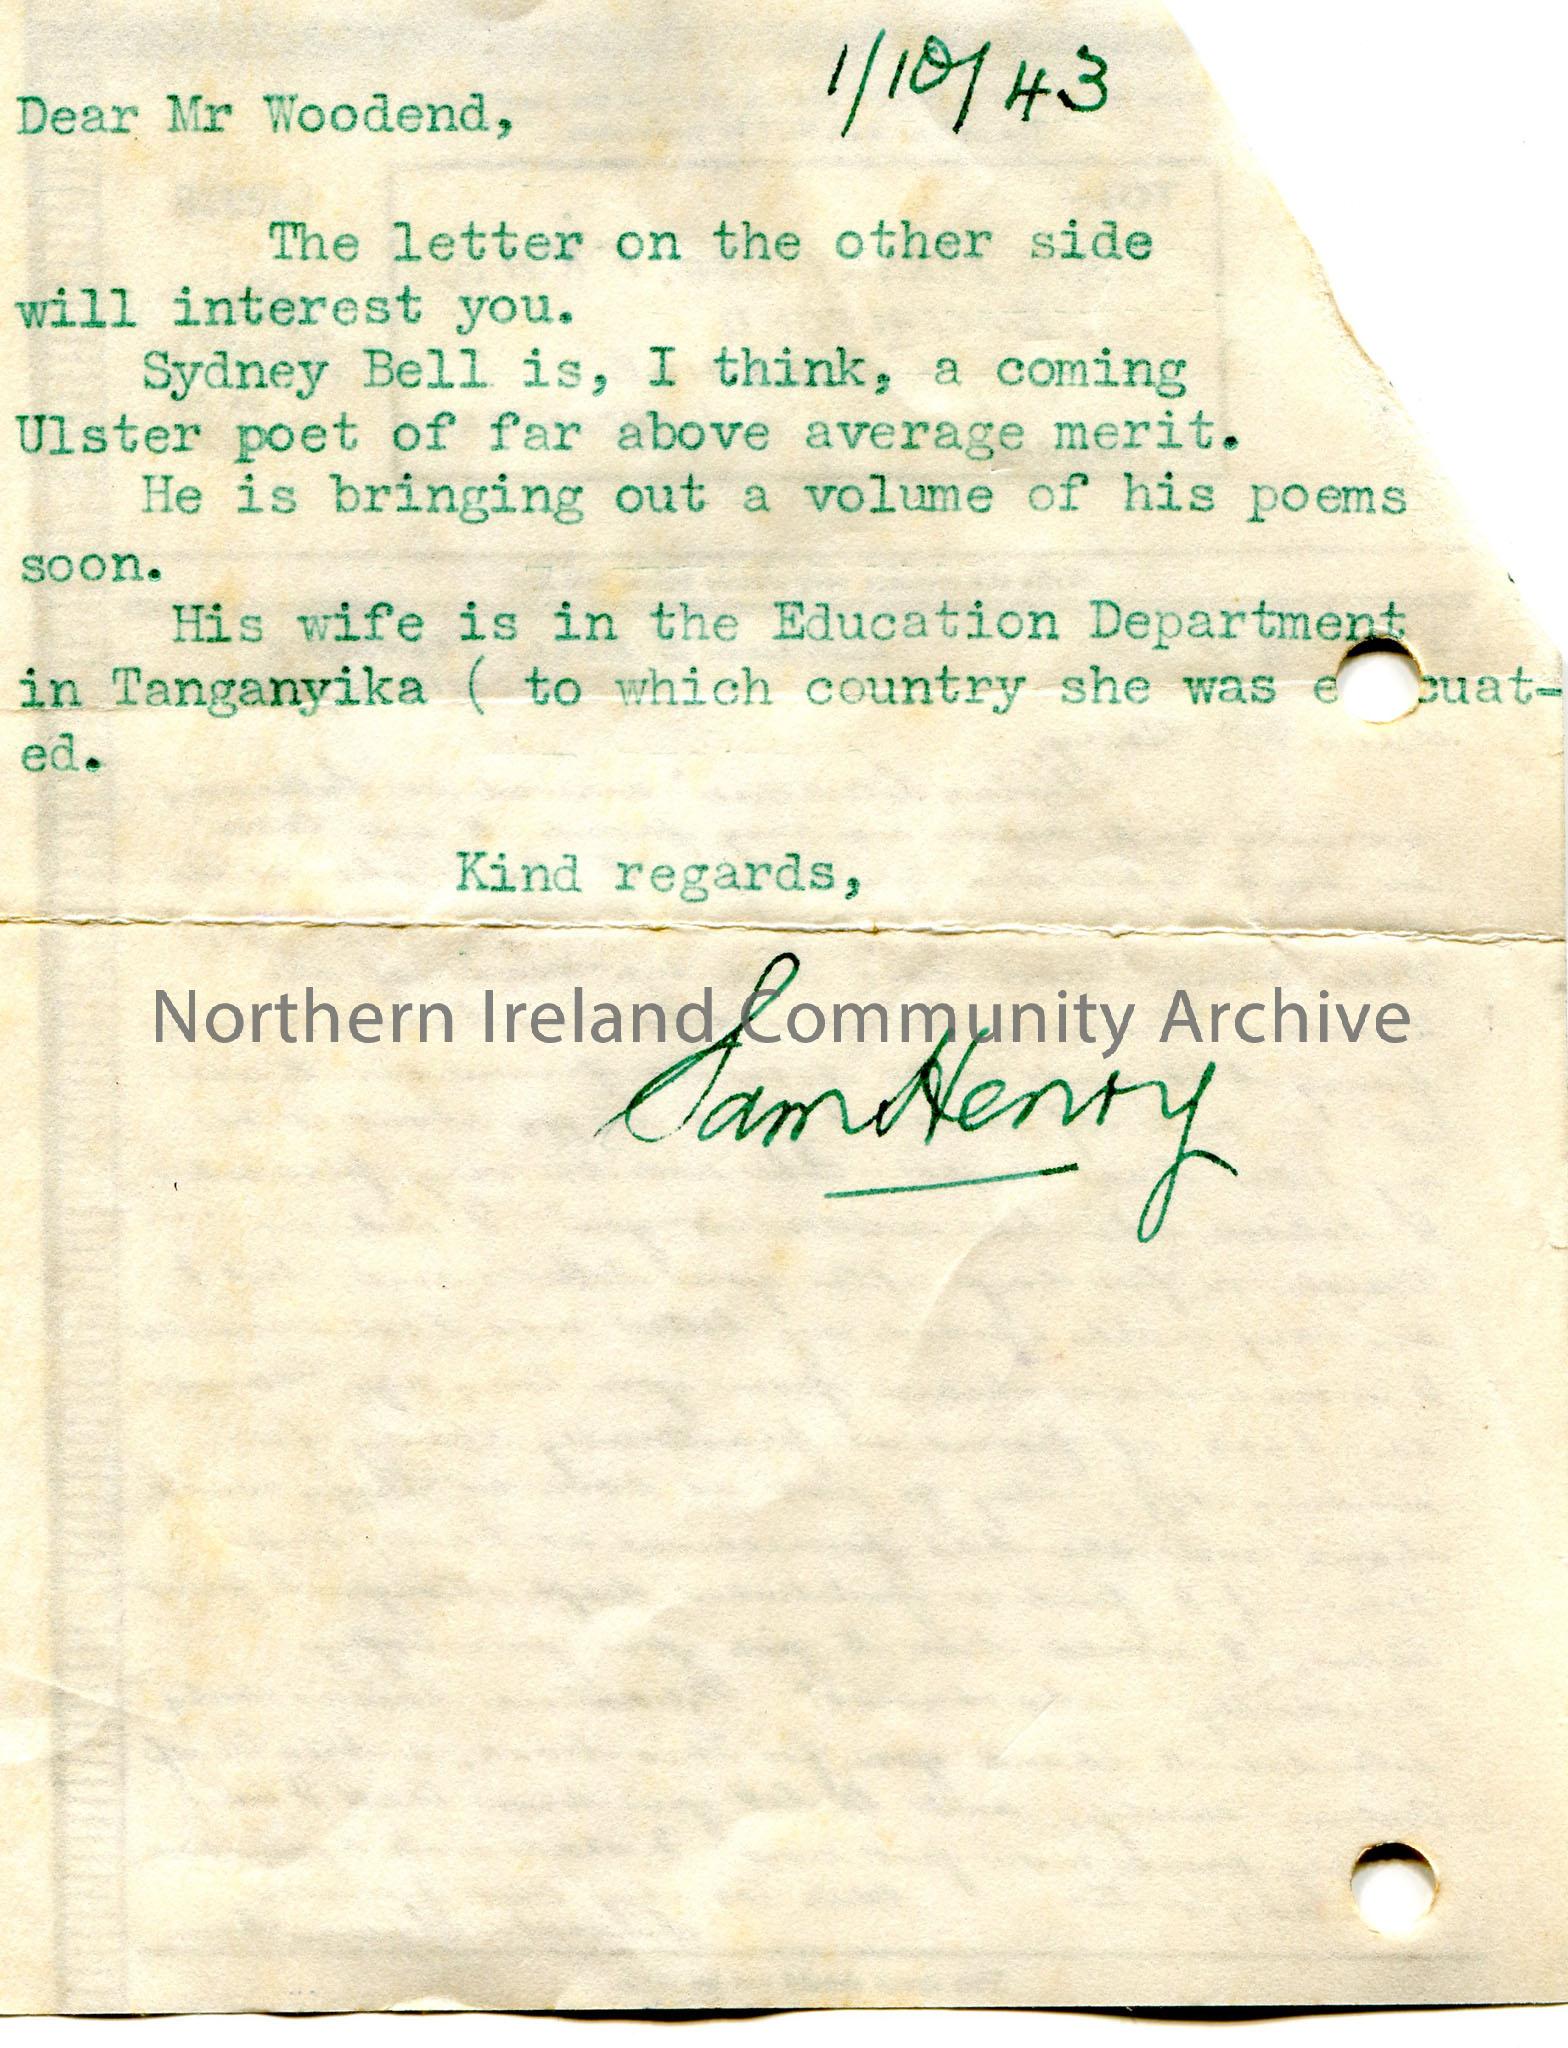 1/10/43
Dear Mr Woodend,
The letter on the other side
will interest you.
Sydney Bell is, I think, a coming
Ulster poet of far above average merit.
He is bringing out a volume of his poems
soon.
His wife is in the Education Department
in Tanganyika ( to which country she was e cuat-
ed.
Kind regards,
Northern Ireland Community Archive
Sam Henry